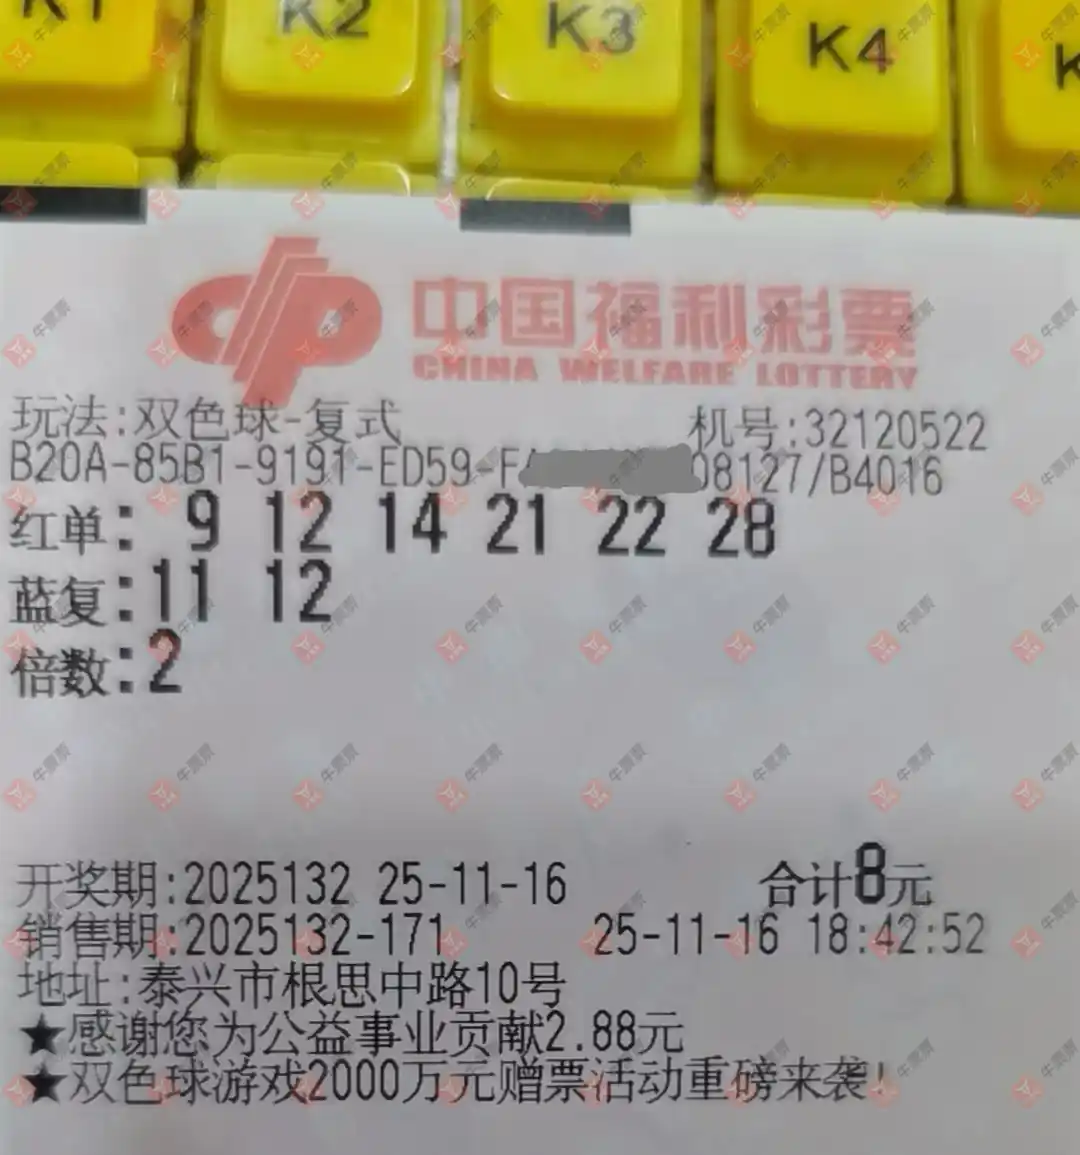 K1 K2 K3 K4 K
中国福利彩票
CHINA WELFARE LOTTERY
玩法:双色球-复式 机号:32120522
B20A-85B1-9191-ED59-F 08127/B4016
红单: 9 12 14 21 22 28
蓝复:11 12
倍数:2
开奖期:2025132 25-11-16 合计8元
销售期:2025132-171 25-11-16 18:42:52
地址:泰兴市根思中路10号
★感谢您为公益事业贡献2.88元
★双色球游戏2000万元赠票活动重磅来袭!
牛票票